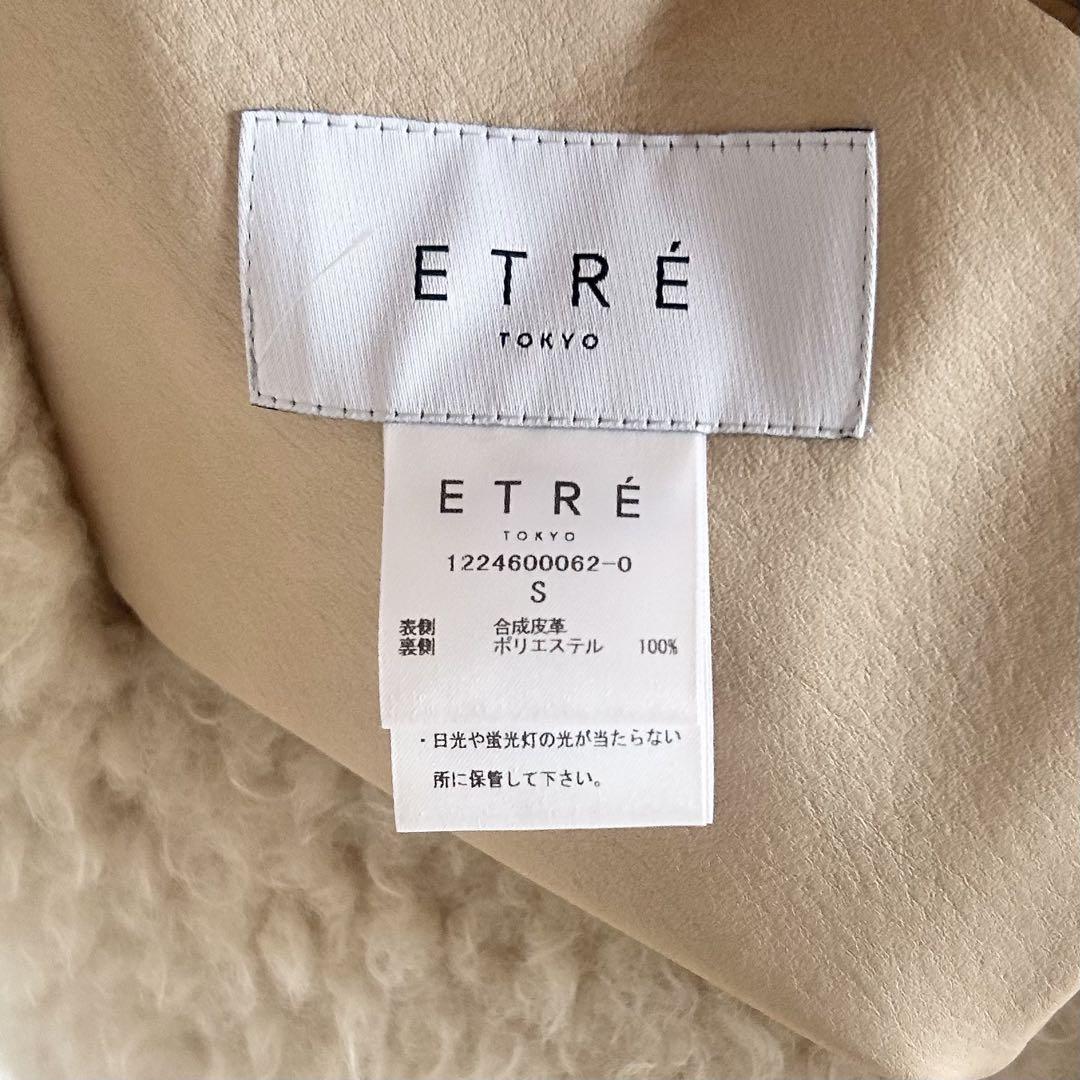 ETRÉ
TOKYO
ETRÉ
TOKYO
1224600062-0
S
表側 合成皮革
裏側 ポリエステル 100%
・日光や蛍光灯の光が当たらない
所に保管して下さい。